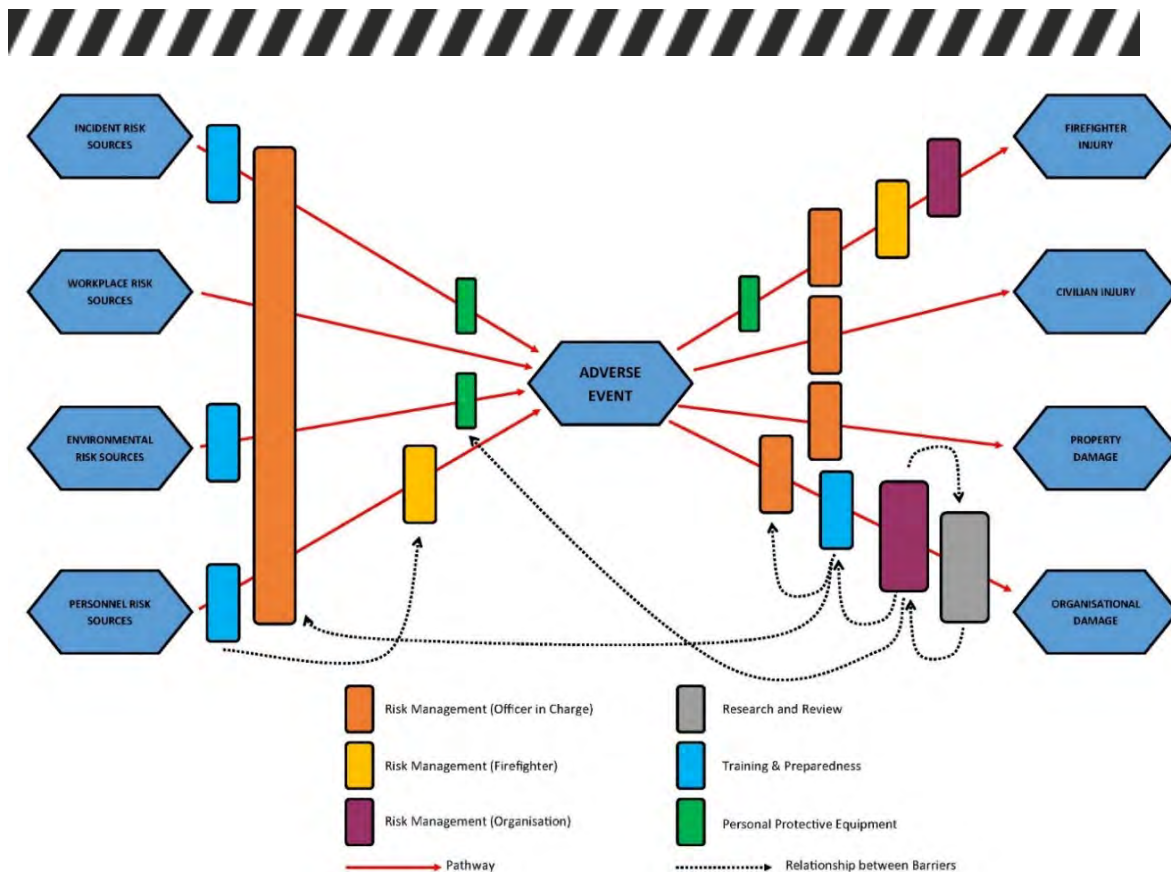 INCIDENT RISK
SOURCES
FIREFIGHTER
INJURY
WORKPLACE RISK
SOURCES
CIVILIAN INJURY
ADVERSE
EVENT
ENVIRONMENTAL
RISK SOURCES
PROPERTY
DAMAGE
PERSONNEL RISK
SOURCES
ORGANISATIONAL
DAMAGE
Risk Management (Officer in Charge)
Research and Review
Risk Management (Firefighter)
Training & Preparedness
Risk Management (Organisation)
Personal Protective Equipment
Pathway
Relationship between Barriers